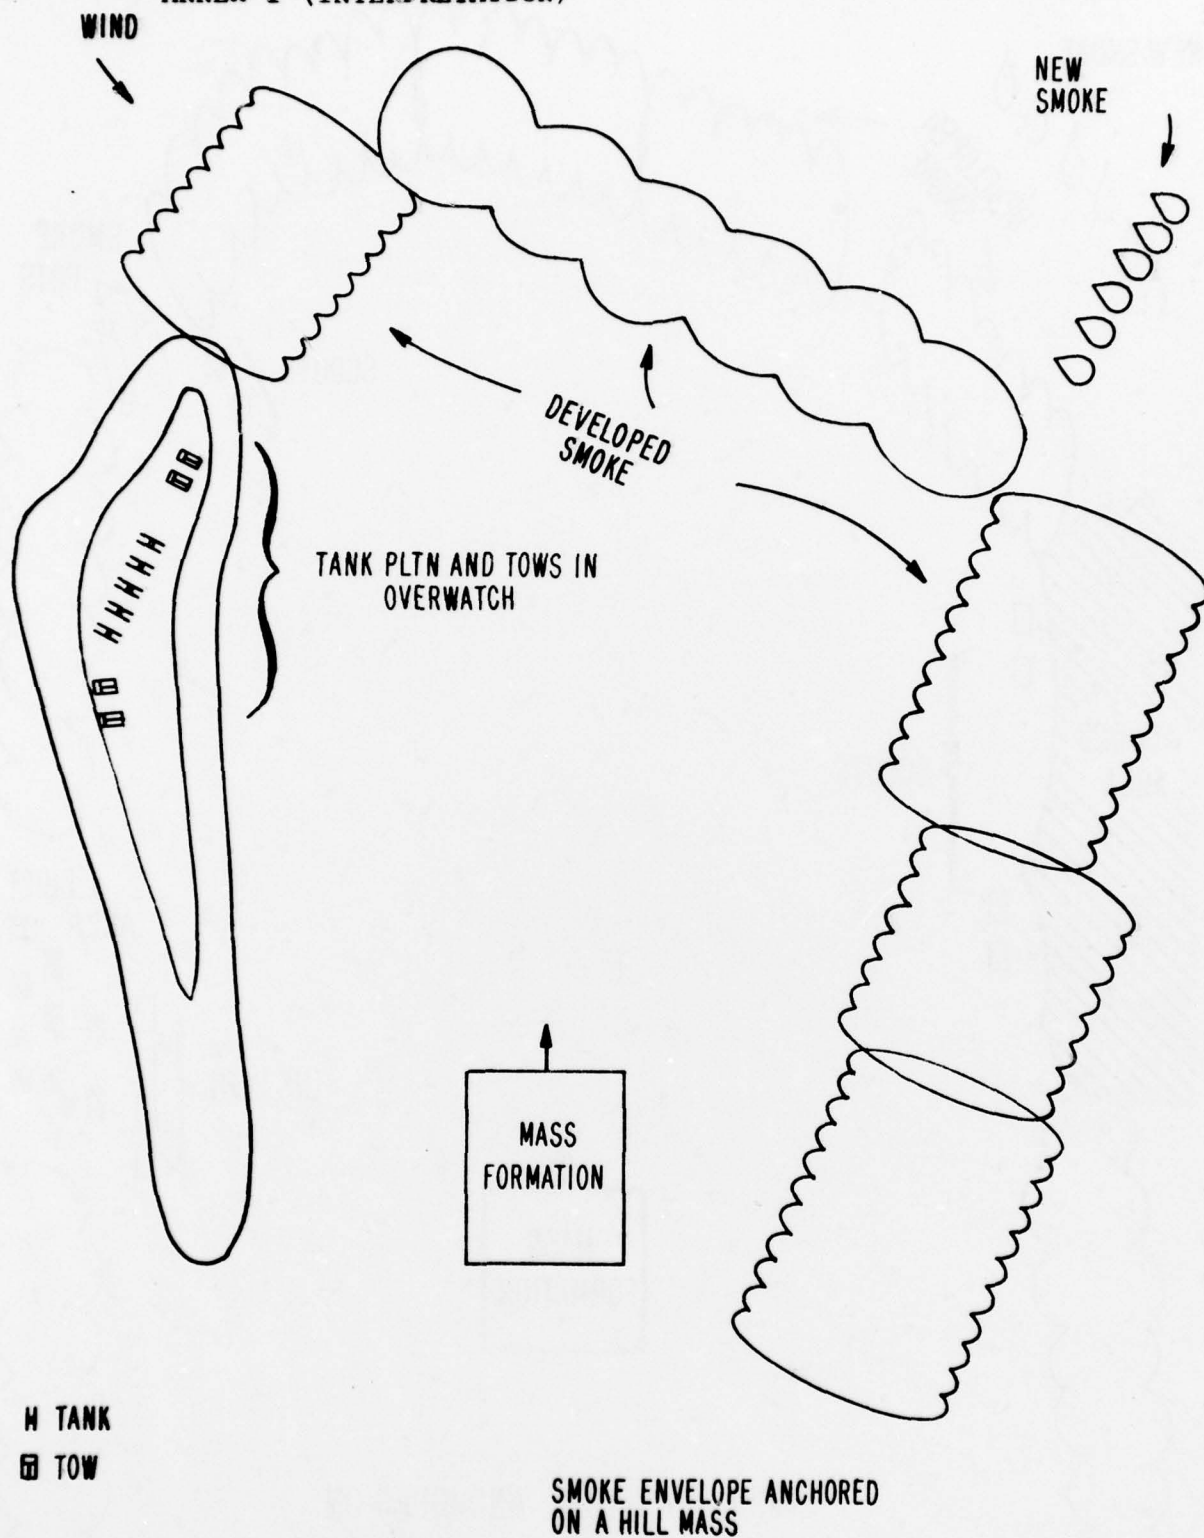 WIND
NEW
SMOKE
DEVELOPED
SMOKE
TANK PLTN AND TOWS IN
OVERWATCH
MASS
FORMATION
H TANK
TOW
SMOKE ENVELOPE ANCHORED
ON A HILL MASS